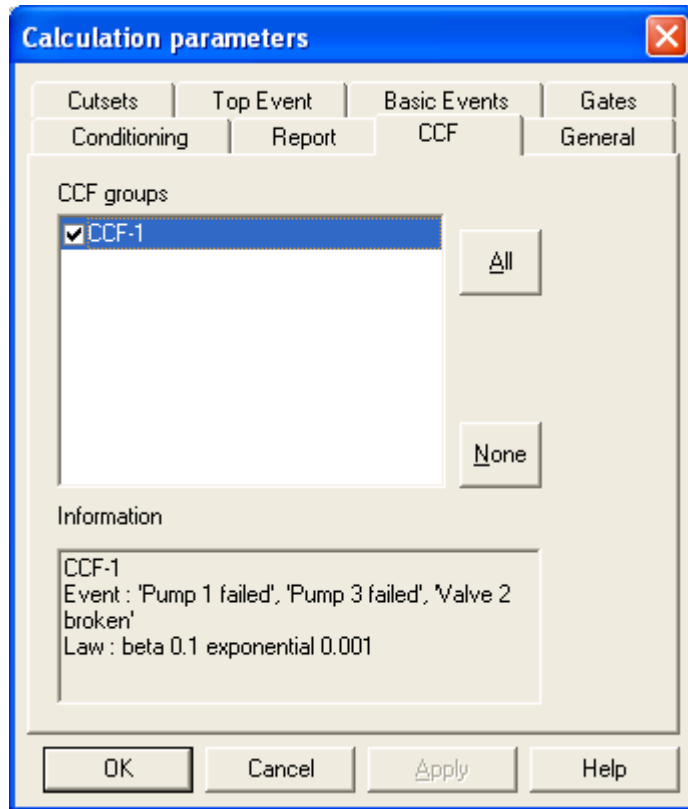 Calculation parameters
Cutsets Top Event Basic Events Gates
Conditioning Report CCF General
CCF groups
CCF-1
All
None
Information
CCF-1
Event : 'Pump 1 failed', 'Pump 3 failed', 'Valve 2
broken'
Law : beta 0.1 exponential 0.001
OK Cancel Apply Help